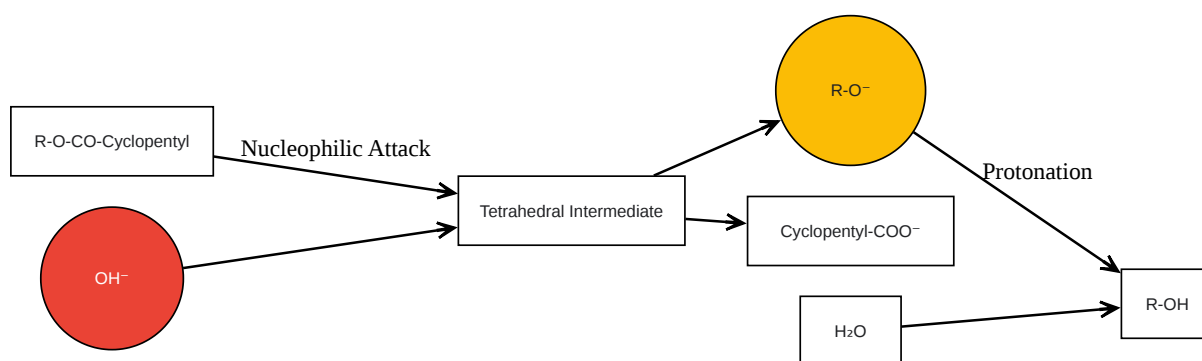 R-O-CO-Cyclopentyl
Nucleophilic Attack
OH⁻
Tetrahedral Intermediate
R-O⁻
Cyclopentyl-COO⁻
Protonation
H₂O
R-OH